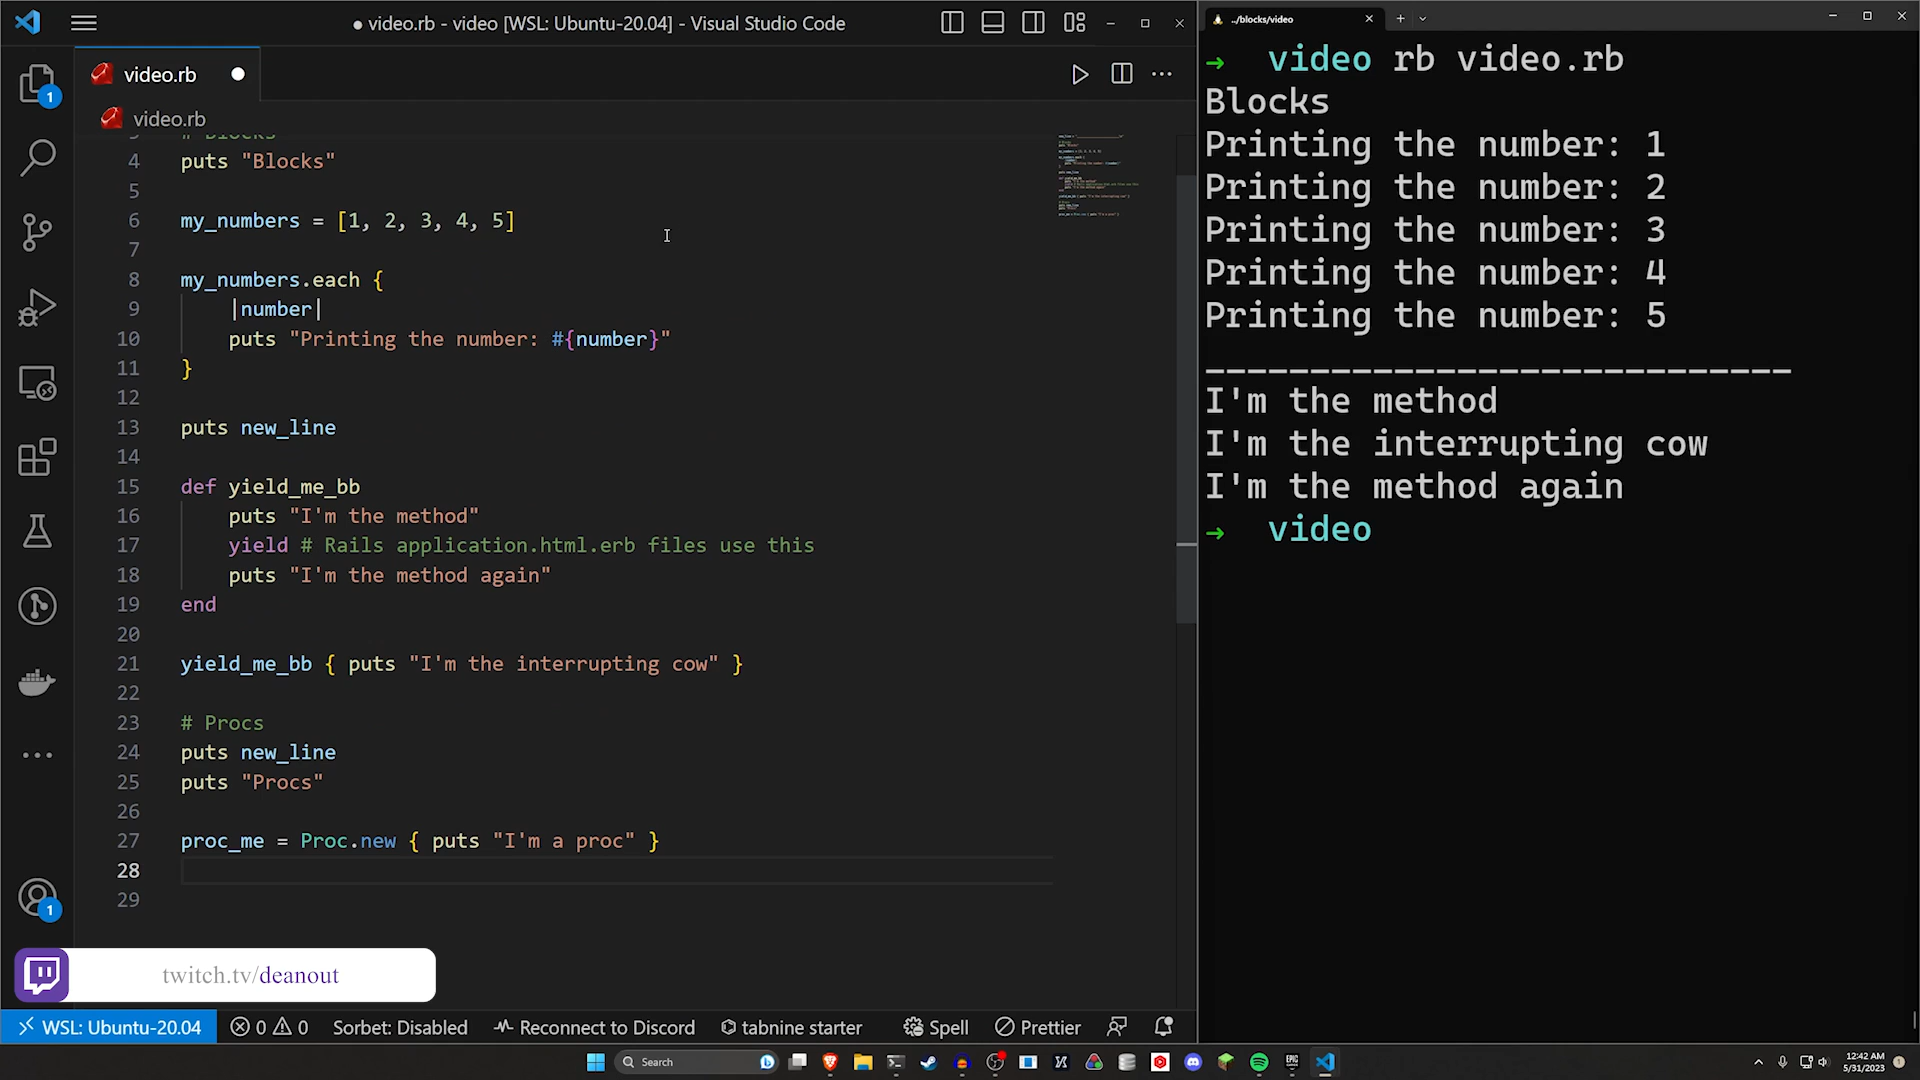 ● video.rb - video [WSL: Ubuntu-20.04] - Visual Studio Code
video.rb
video.rb
3 # Blocks
4 puts "Blocks"
5
6 my_numbers = [1, 2, 3, 4, 5]
7
8 my_numbers.each {
9 |number|
10 puts "Printing the number: #{number}"
11 }
12
13 puts new_line
14
15 def yield_me_bb
16 puts "I'm the method"
17 yield # Rails application.html.erb files use this
18 puts "I'm the method again"
19 end
20
21 yield_me_bb { puts "I'm the interrupting cow" }
22
23 # Procs
24 puts new_line
25 puts "Procs"
26
27 proc_me = Proc.new { puts "I'm a proc" }
28
29
1
1
twitch.tv/deanout
WSL: Ubuntu-20.04 0 0 Sorbet: Disabled Reconnect to Discord tabnine starter Spell Prettier
../blocks/video
→ video rb video.rb
Blocks
Printing the number: 1
Printing the number: 2
Printing the number: 3
Printing the number: 4
Printing the number: 5
____________________________
I'm the method
I'm the interrupting cow
I'm the method again
→ video
Search
EPIC
12:42 AM
5/31/2023